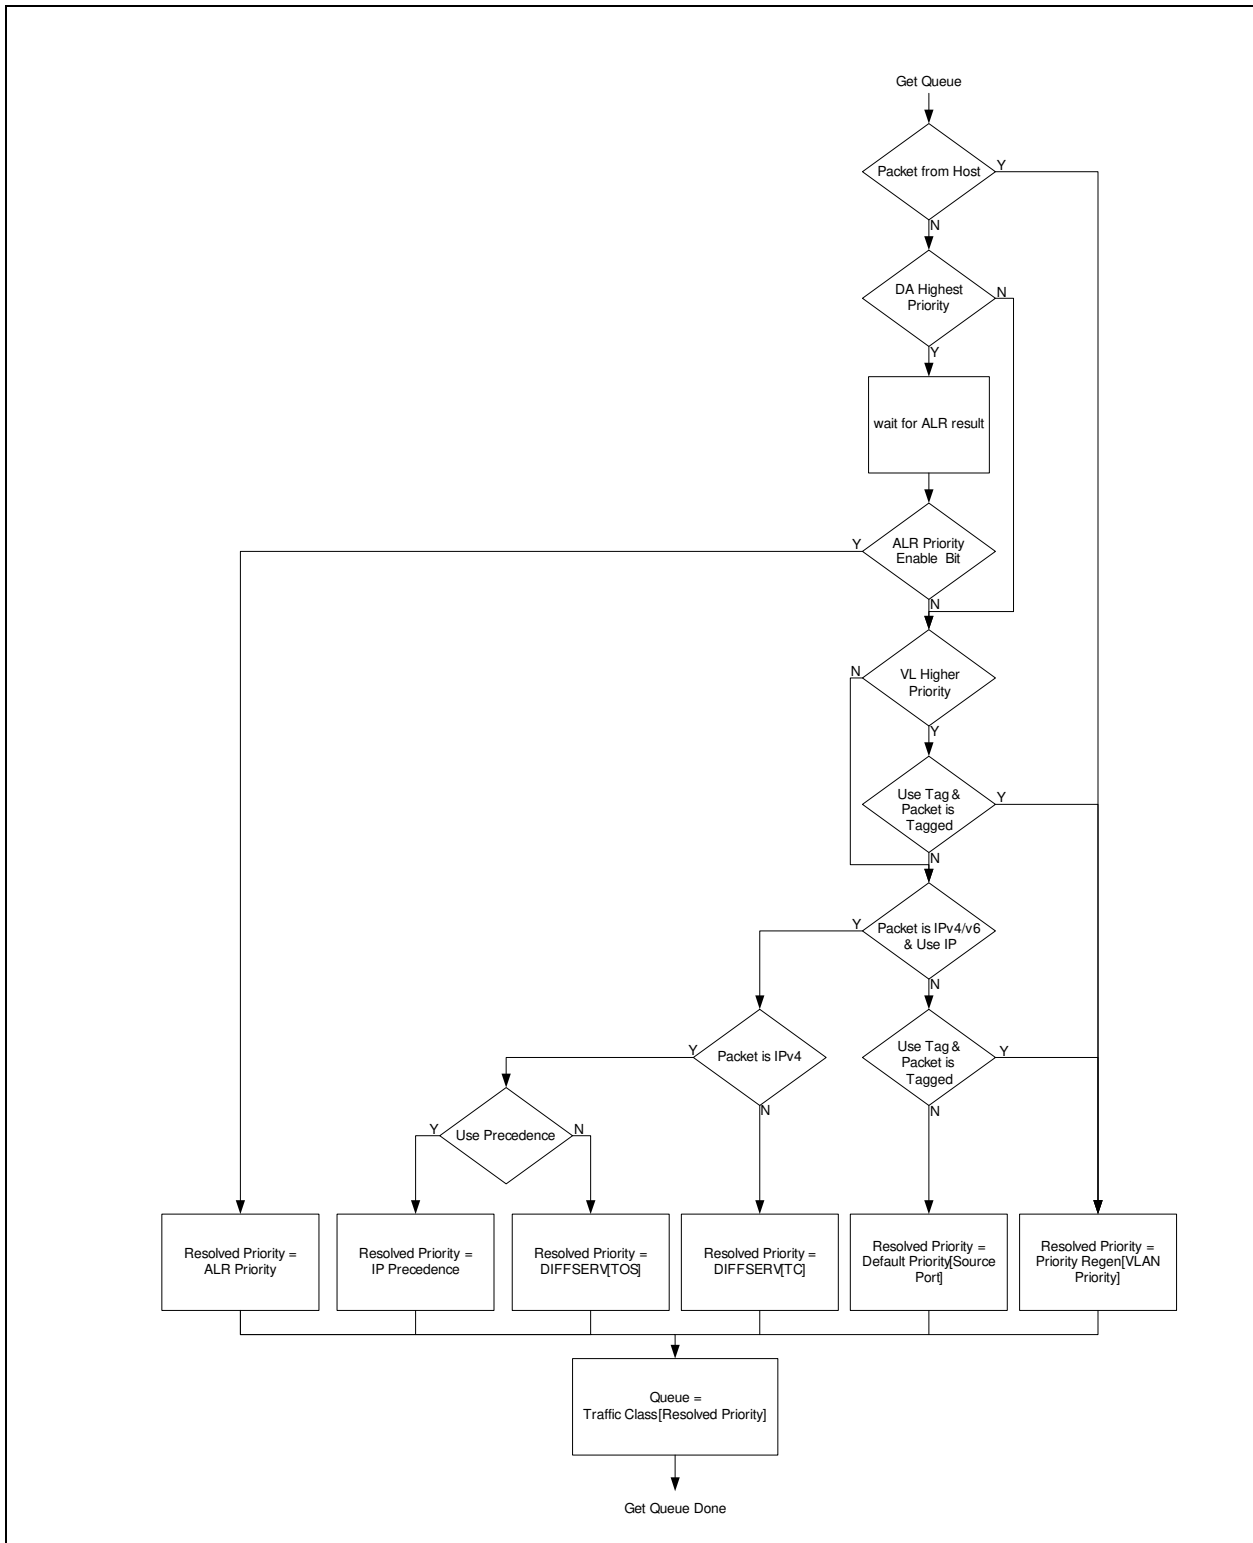 Get Queue
Packet from Host
Y
N
DA Highest
Priority
N
Y
wait for ALR result
Y
ALR Priority
Enable Bit
N
N
VL Higher
Priority
Y
Use Tag &
Packet is
Tagged
Y
N
Y
Packet is IPv4/v6
& Use IP
N
Y
Packet is IPv4
N
Use Tag &
Packet is
Tagged
Y
N
Y
Use Precedence
N
Resolved Priority =
ALR Priority
Resolved Priority =
IP Precedence
Resolved Priority =
DIFFSERV[TOS]
Resolved Priority =
DIFFSERV[TC]
Resolved Priority =
Default Priority[Source
Port]
Resolved Priority =
Priority Regen[VLAN
Priority]
Queue =
Traffic Class[Resolved Priority]
Get Queue Done